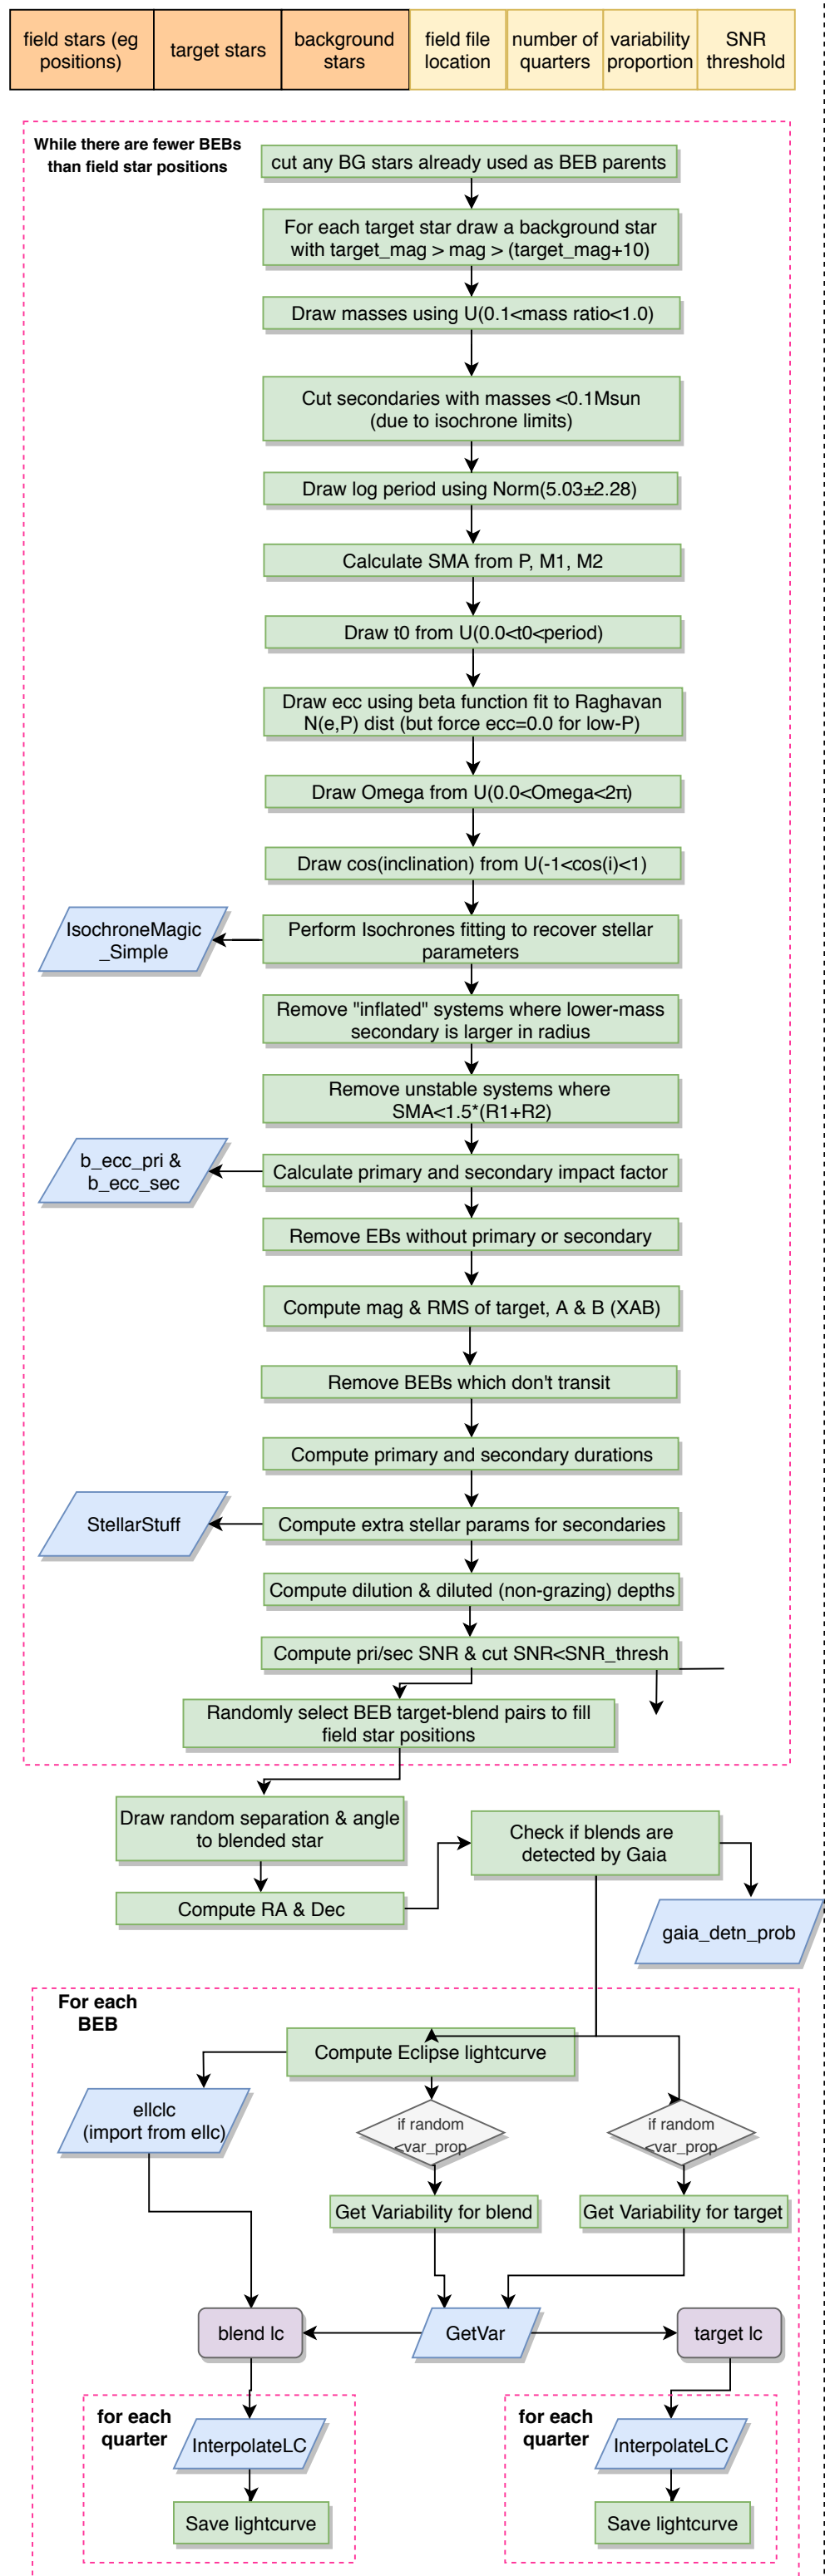 field stars (eg
positions)
target stars
background
stars
field file
location
number of
quarters
variability
proportion
SNR
threshold
While there are fewer BEBs
than field star positions
cut any BG stars already used as BEB parents
For each target star draw a background star
with target_mag > mag > (target_mag+10)
Draw masses using U(0.1<mass ratio<1.0)
Cut secondaries with masses <0.1Msun
(due to isochrone limits)
Draw log period using Norm(5.03±2.28)
Calculate SMA from P, M1, M2
Draw t0 from U(0.0<t0<period)
Draw ecc using beta function fit to Raghavan
N(e,P) dist (but force ecc=0.0 for low-P)
Draw Omega from U(0.0<Omega<2π)
Draw cos(inclination) from U(-1<cos(i)<1)
IsochroneMagic
_Simple
Perform Isochrones fitting to recover stellar
parameters
Remove "inflated" systems where lower-mass
secondary is larger in radius
Remove unstable systems where
SMA<1.5*(R1+R2)
b_ecc_pri &
b_ecc_sec
Calculate primary and secondary impact factor
Remove EBs without primary or secondary
Compute mag & RMS of target, A & B (XAB)
Remove BEBs which don't transit
Compute primary and secondary durations
StellarStuff
Compute extra stellar params for secondaries
Compute dilution & diluted (non-grazing) depths
Compute pri/sec SNR & cut SNR<SNR_thresh
Randomly select BEB target-blend pairs to fill
field star positions
Draw random separation & angle
to blended star
Check if blends are
detected by Gaia
Compute RA & Dec
gaia_detn_prob
For each
BEB
Compute Eclipse lightcurve
ellclc
(import from ellc)
if random
<var_prop
if random
<var_prop
Get Variability for blend
Get Variability for target
blend lc
GetVar
target lc
for each
quarter
InterpolateLC
Save lightcurve
for each
quarter
InterpolateLC
Save lightcurve